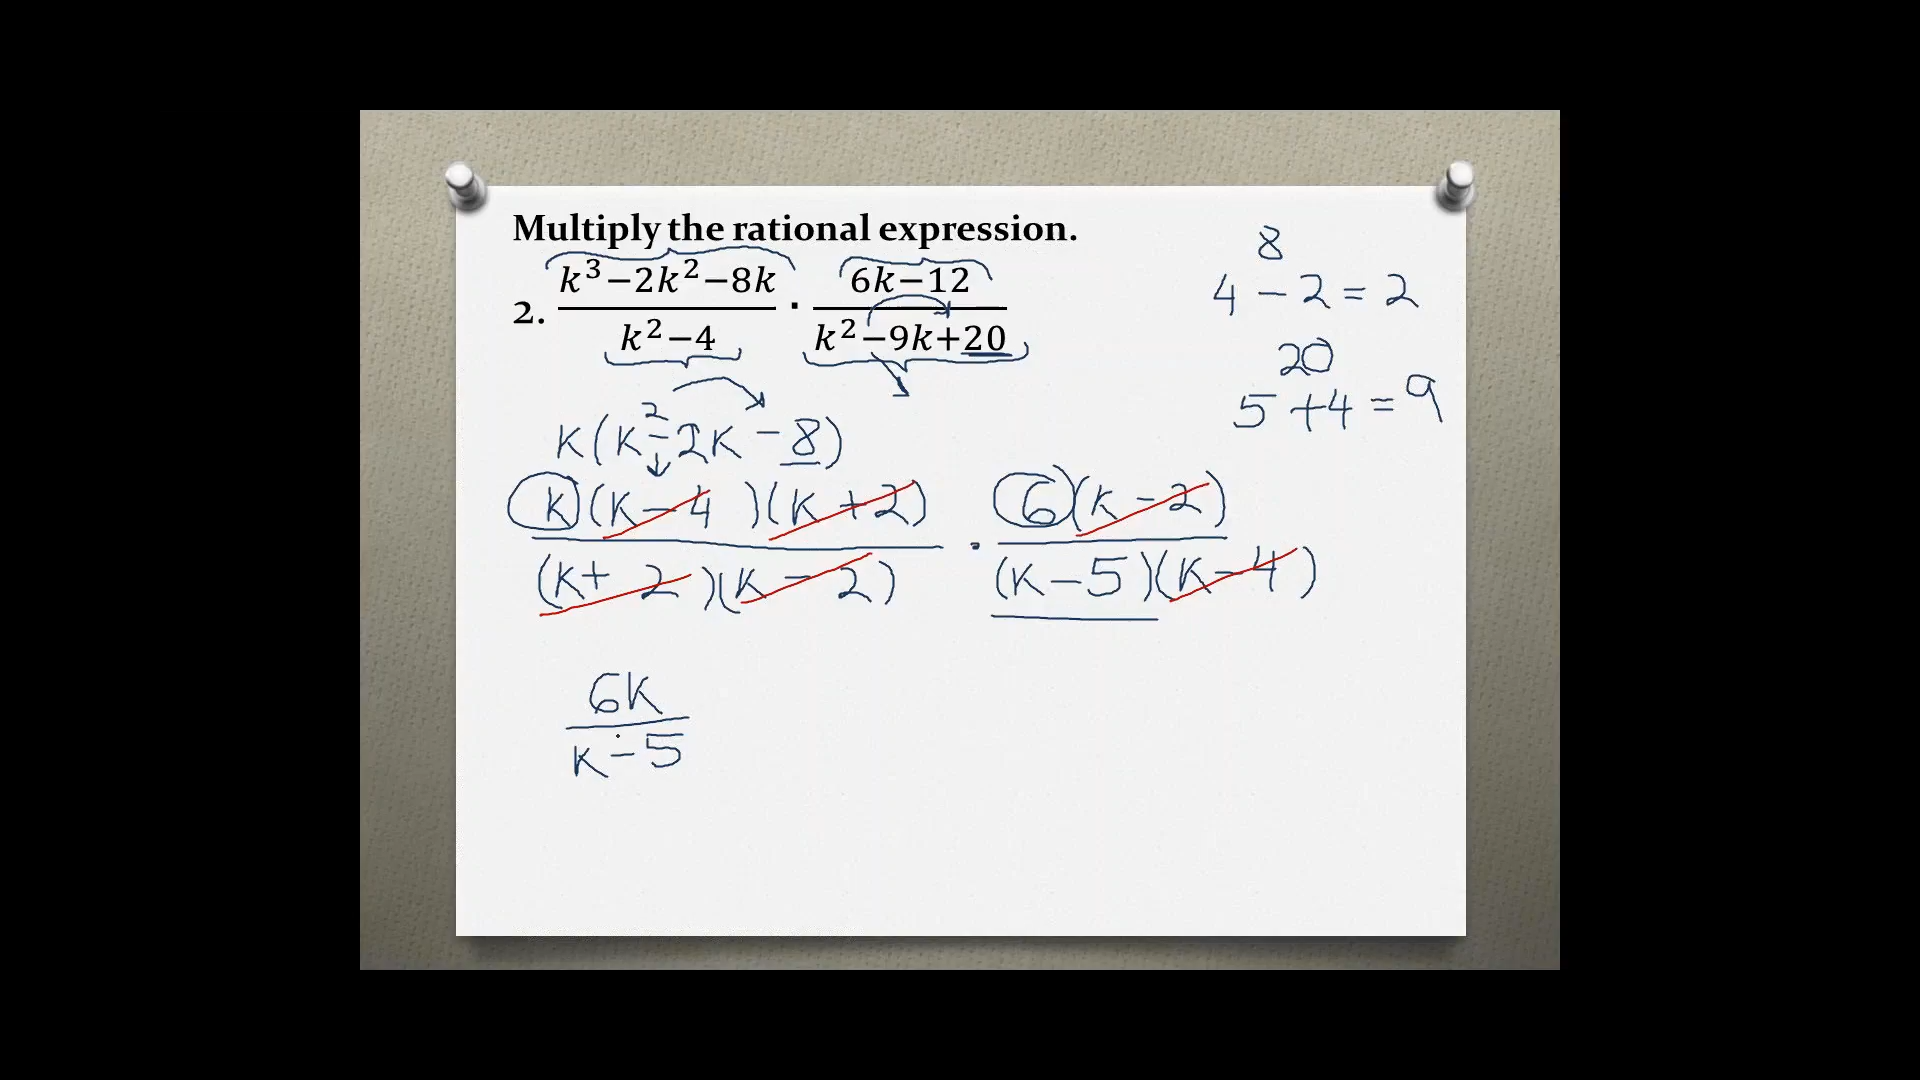 Multiply the rational expression.
2. k³−2k²−8k / k²−4 · 6k−12 / k²−9k+20
8
4 − 2 = 2
20
5 + 4 = 9
k(k²−2k−8)
k(k−4)(k+2) / (k+2)(k−2) · 6(k−2) / (k−5)(k−4)
6k / k−5